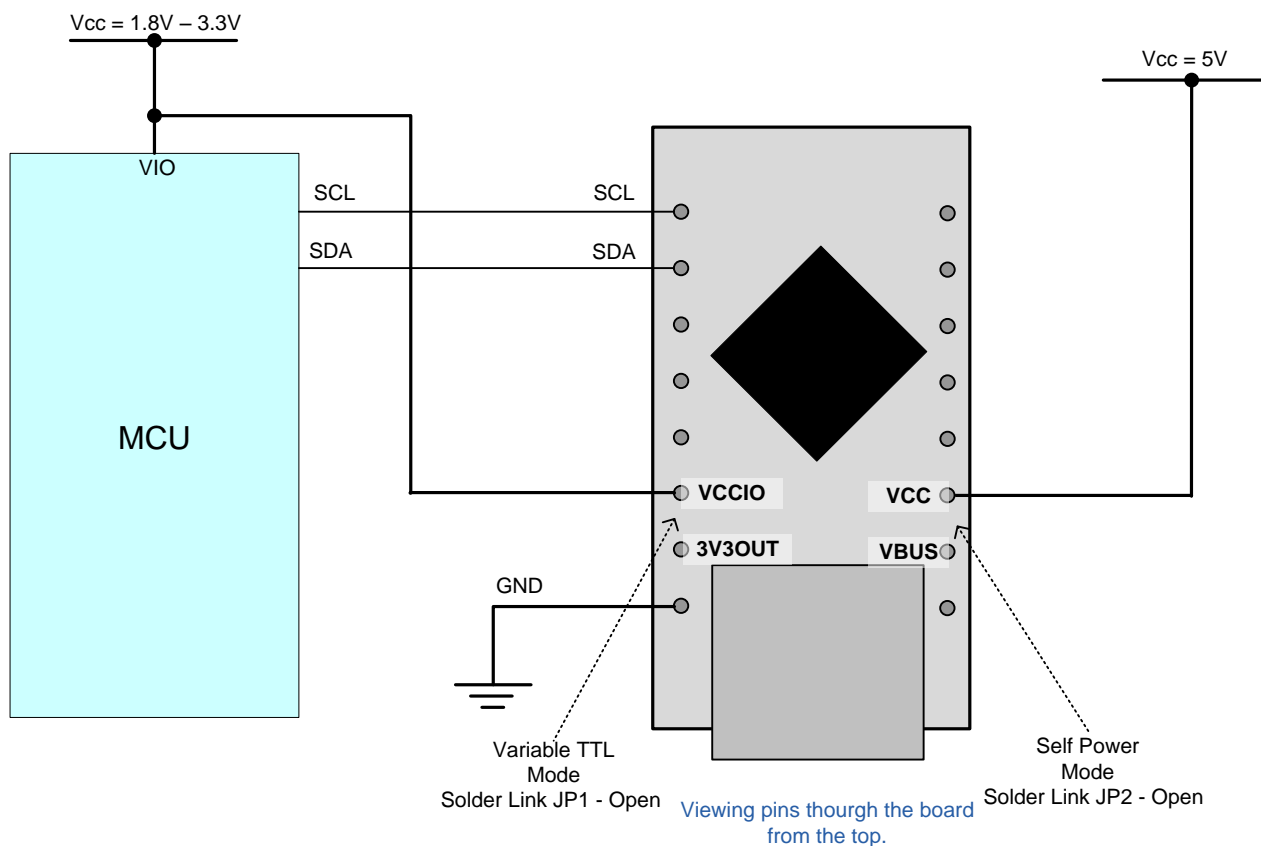 Vcc = 1.8V – 3.3V
Vcc = 5V
VIO
SCL
SCL
SDA
SDA
MCU
VCCIO
VCC
3V3OUT
VBUS
GND
Variable TTL
Mode
Solder Link JP1 - Open
Self Power
Mode
Solder Link JP2 - Open
Viewing pins thourgh the board
from the top.